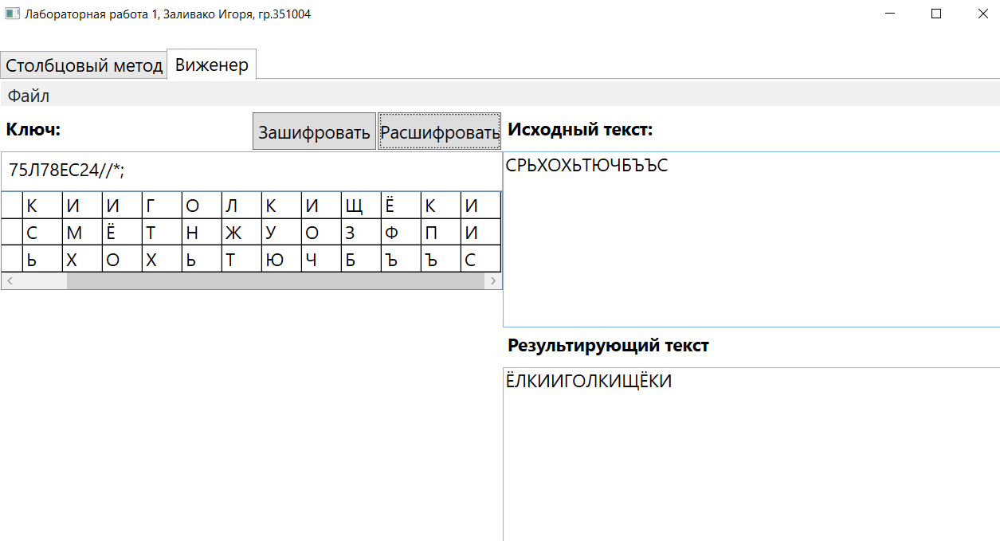 Лабораторная работа 1, Заливако Игоря, гр.351004
Столбцовый метод Виженер
Файл
Ключ: Зашифровать Расшифровать
75Л78ЕС24//*;
К И И Г О Л К И Щ Ё К И
С М Ё Т Н Ж У О З Ф П И
Ь Х О Х Ь Т Ю Ч Б Ъ Ъ С
Исходный текст:
СРЬХОХЬТЮЧБЪЪС
Результирующий текст
ЁЛКИИГОЛКИЩЁКИ